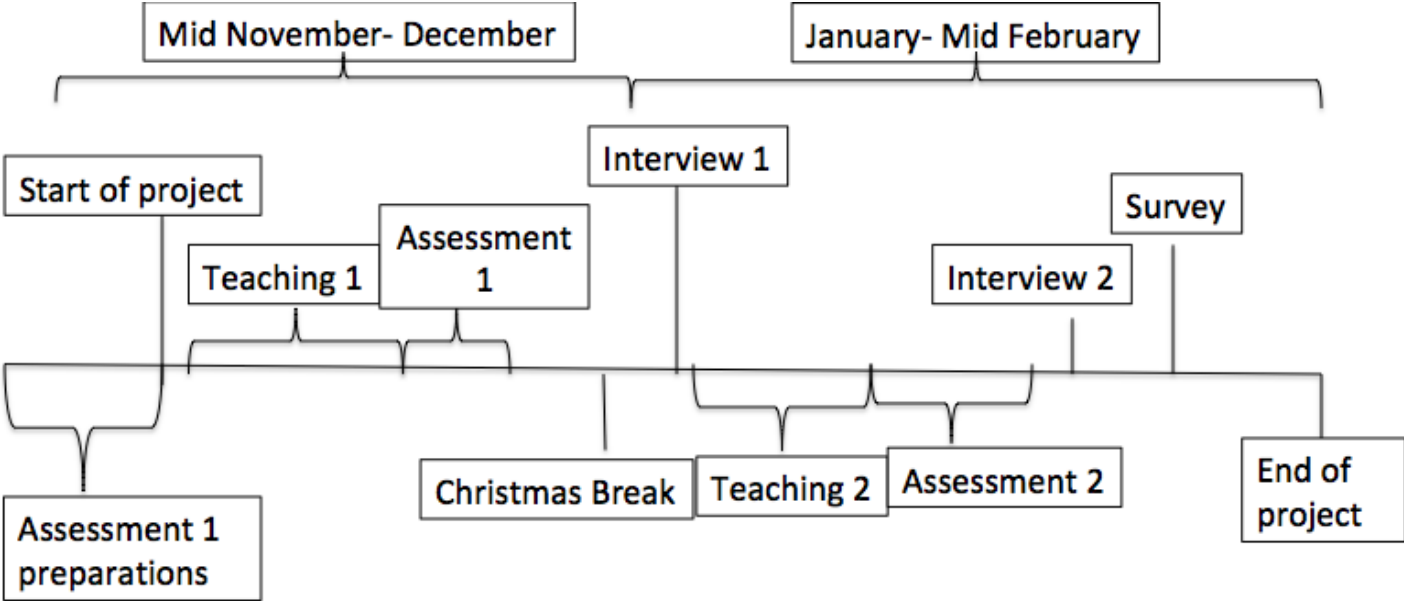 Mid November- December
January- Mid February
Interview 1
Start of project
Survey
Assessment
1
Teaching 1
Interview 2
Christmas Break
Teaching 2
Assessment 2
End of
project
Assessment 1
preparations